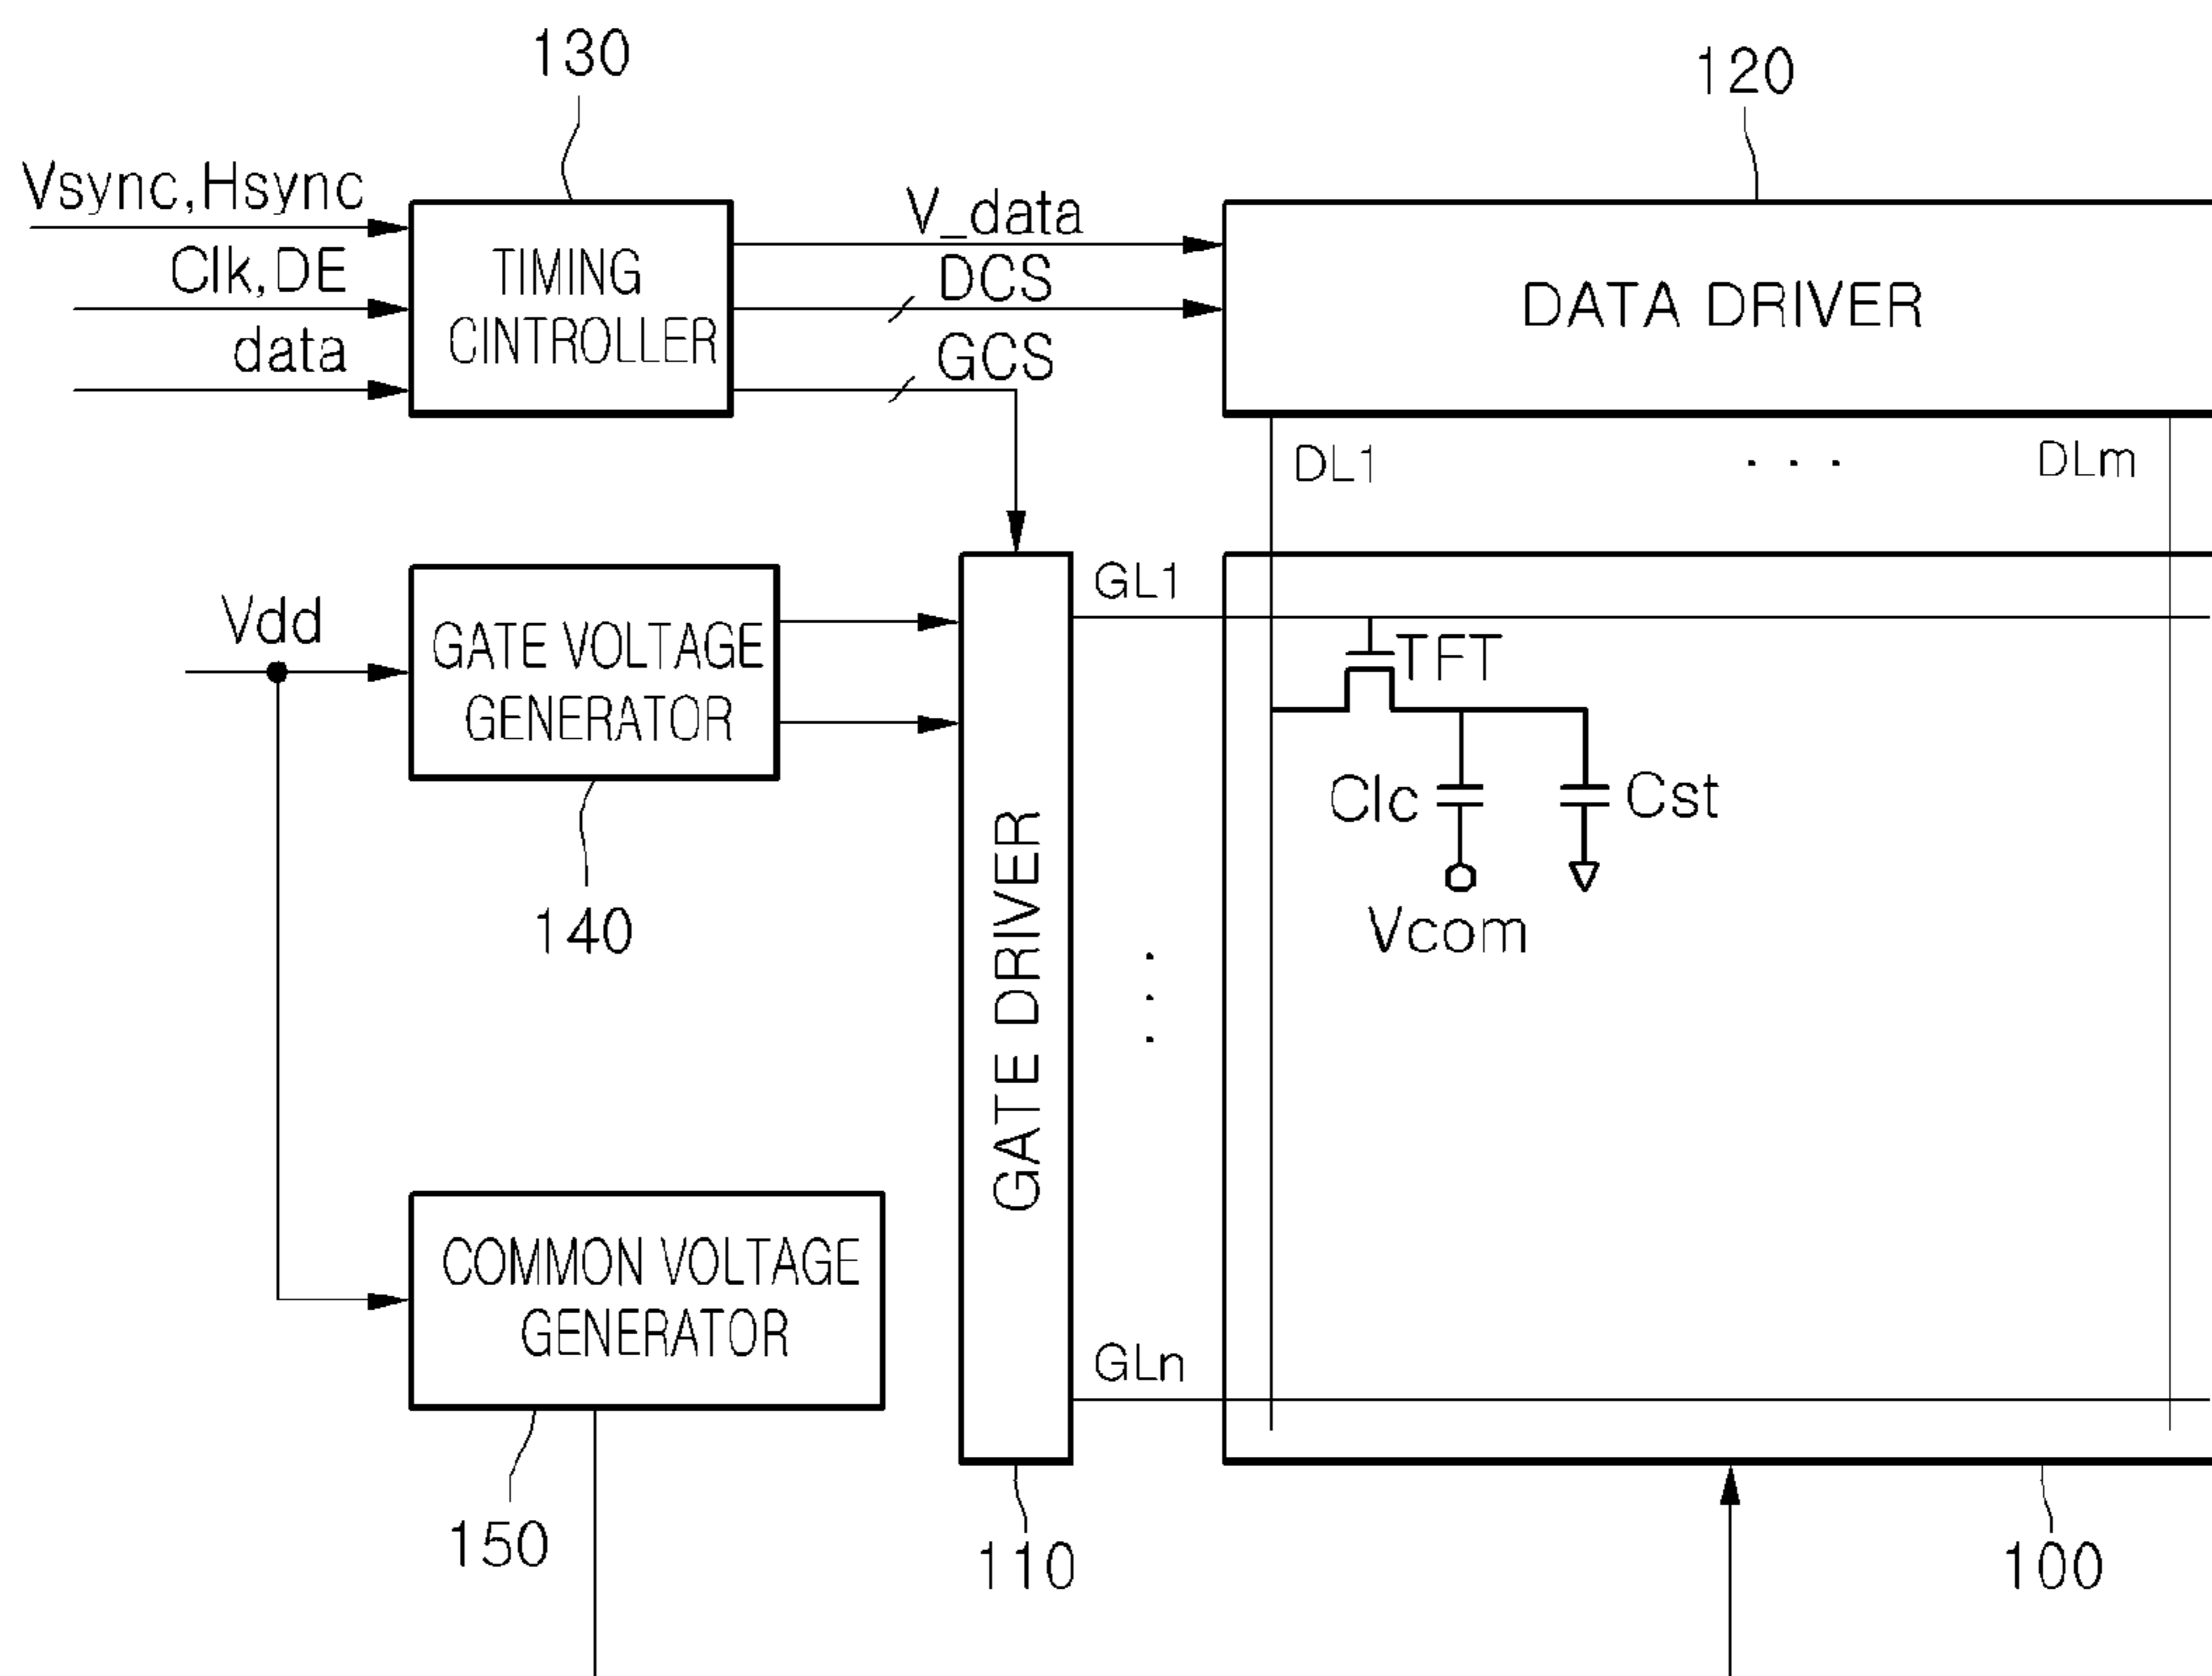 130
120
Vsync,Hsync
Clk,DE
data
TIMING
CINTROLLER
V_data
DCS
GCS
DATA DRIVER
DL1
. . .
DLm
Vdd
GATE VOLTAGE
GENERATOR
140
GATE DRIVER
GL1
TFT
Clc
Cst
Vcom
. . .
COMMON VOLTAGE
GENERATOR
GLn
150
110
100